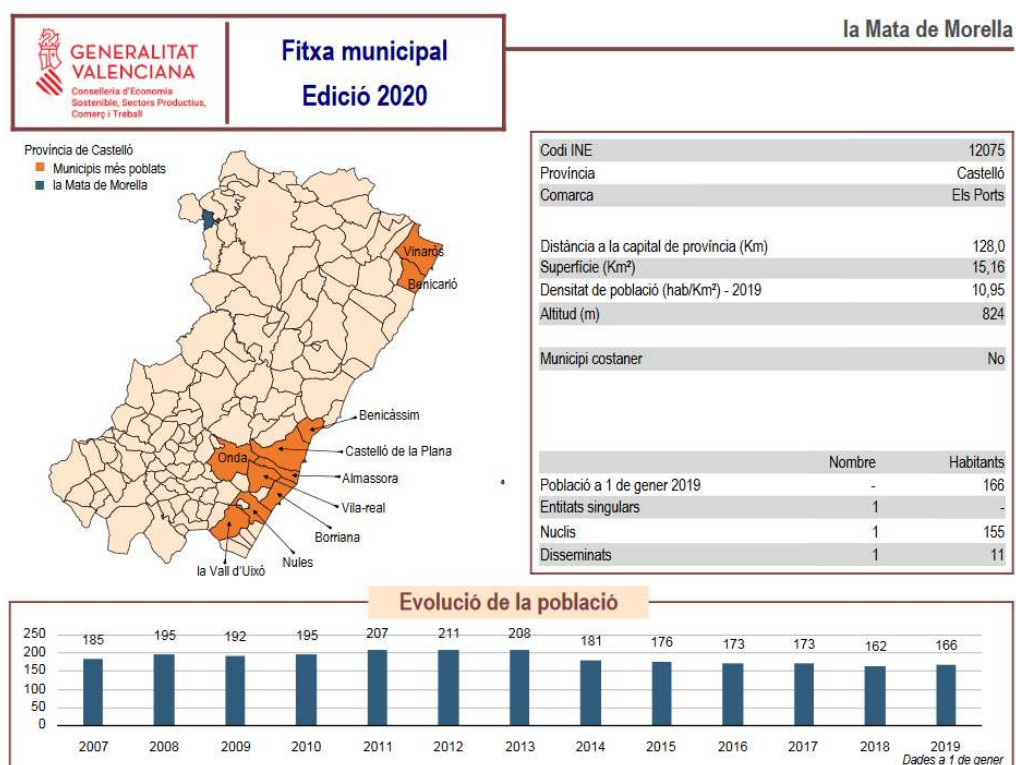 la Mata de Morella
GENERALITAT
VALENCIANA
Conselleria d'Economia
Sostenible, Sectors Productius,
Comerç i Treball
Fitxa municipal
Edició 2020
Província de Castelló
Municipis més poblats
la Mata de Morella
Vinaròs
Benicarló
Benicàssim
Castelló de la Plana
Onda
Almassora
Vila-real
Borriana
Nules
la Vall d'Uixó
Codi INE 12075
Província Castelló
Comarca Els Ports
Distància a la capital de província (Km) 128,0
Superfície (Km²) 15,16
Densitat de població (hab/Km²) - 2019 10,95
Altitud (m) 824
Municipi costaner No
Nombre Habitants
Població a 1 de gener 2019 - 166
Entitats singulars 1 -
Nuclis 1 155
Disseminats 1 11
Evolució de la població
250
200
150
100
50
0
185 195 192 195 207 211 208 181 176 173 173 162 166
2007 2008 2009 2010 2011 2012 2013 2014 2015 2016 2017 2018 2019
Dades a 1 de gener